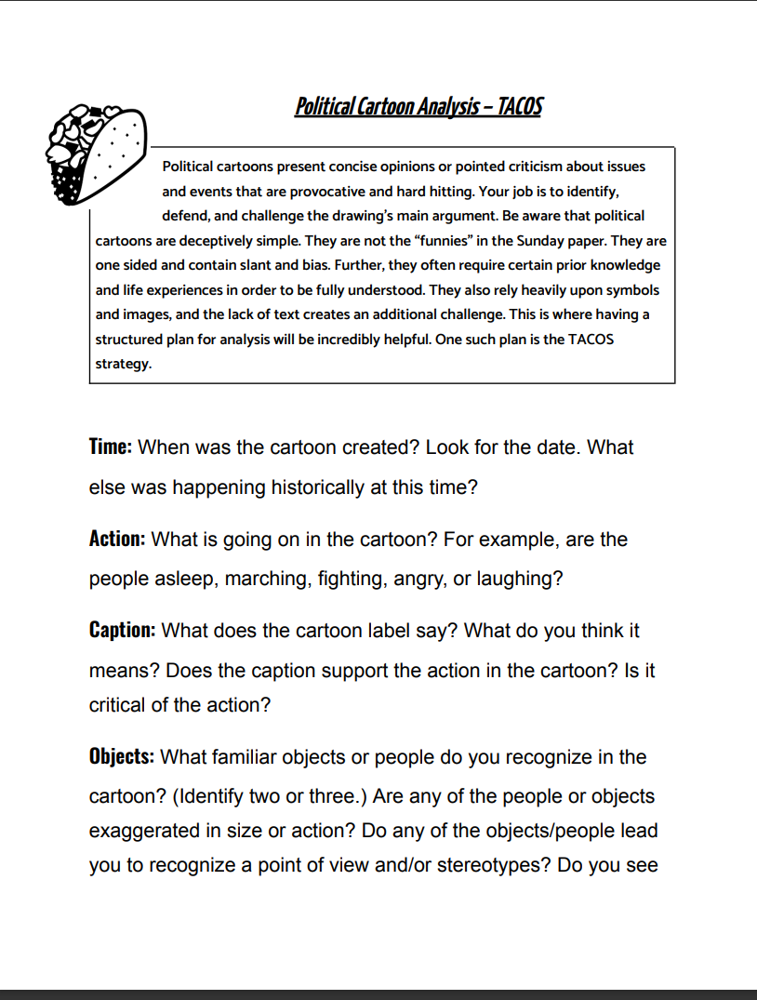 Political Cartoon Analysis – TACOS
Political cartoons present concise opinions or pointed criticism about issues
and events that are provocative and hard hitting. Your job is to identify,
defend, and challenge the drawing’s main argument. Be aware that political
cartoons are deceptively simple. They are not the “funnies” in the Sunday paper. They are
one sided and contain slant and bias. Further, they often require certain prior knowledge
and life experiences in order to be fully understood. They also rely heavily upon symbols
and images, and the lack of text creates an additional challenge. This is where having a
structured plan for analysis will be incredibly helpful. One such plan is the TACOS
strategy.
Time: When was the cartoon created? Look for the date. What
else was happening historically at this time?
Action: What is going on in the cartoon? For example, are the
people asleep, marching, fighting, angry, or laughing?
Caption: What does the cartoon label say? What do you think it
means? Does the caption support the action in the cartoon? Is it
critical of the action?
Objects: What familiar objects or people do you recognize in the
cartoon? (Identify two or three.) Are any of the people or objects
exaggerated in size or action? Do any of the objects/people lead
you to recognize a point of view and/or stereotypes? Do you see